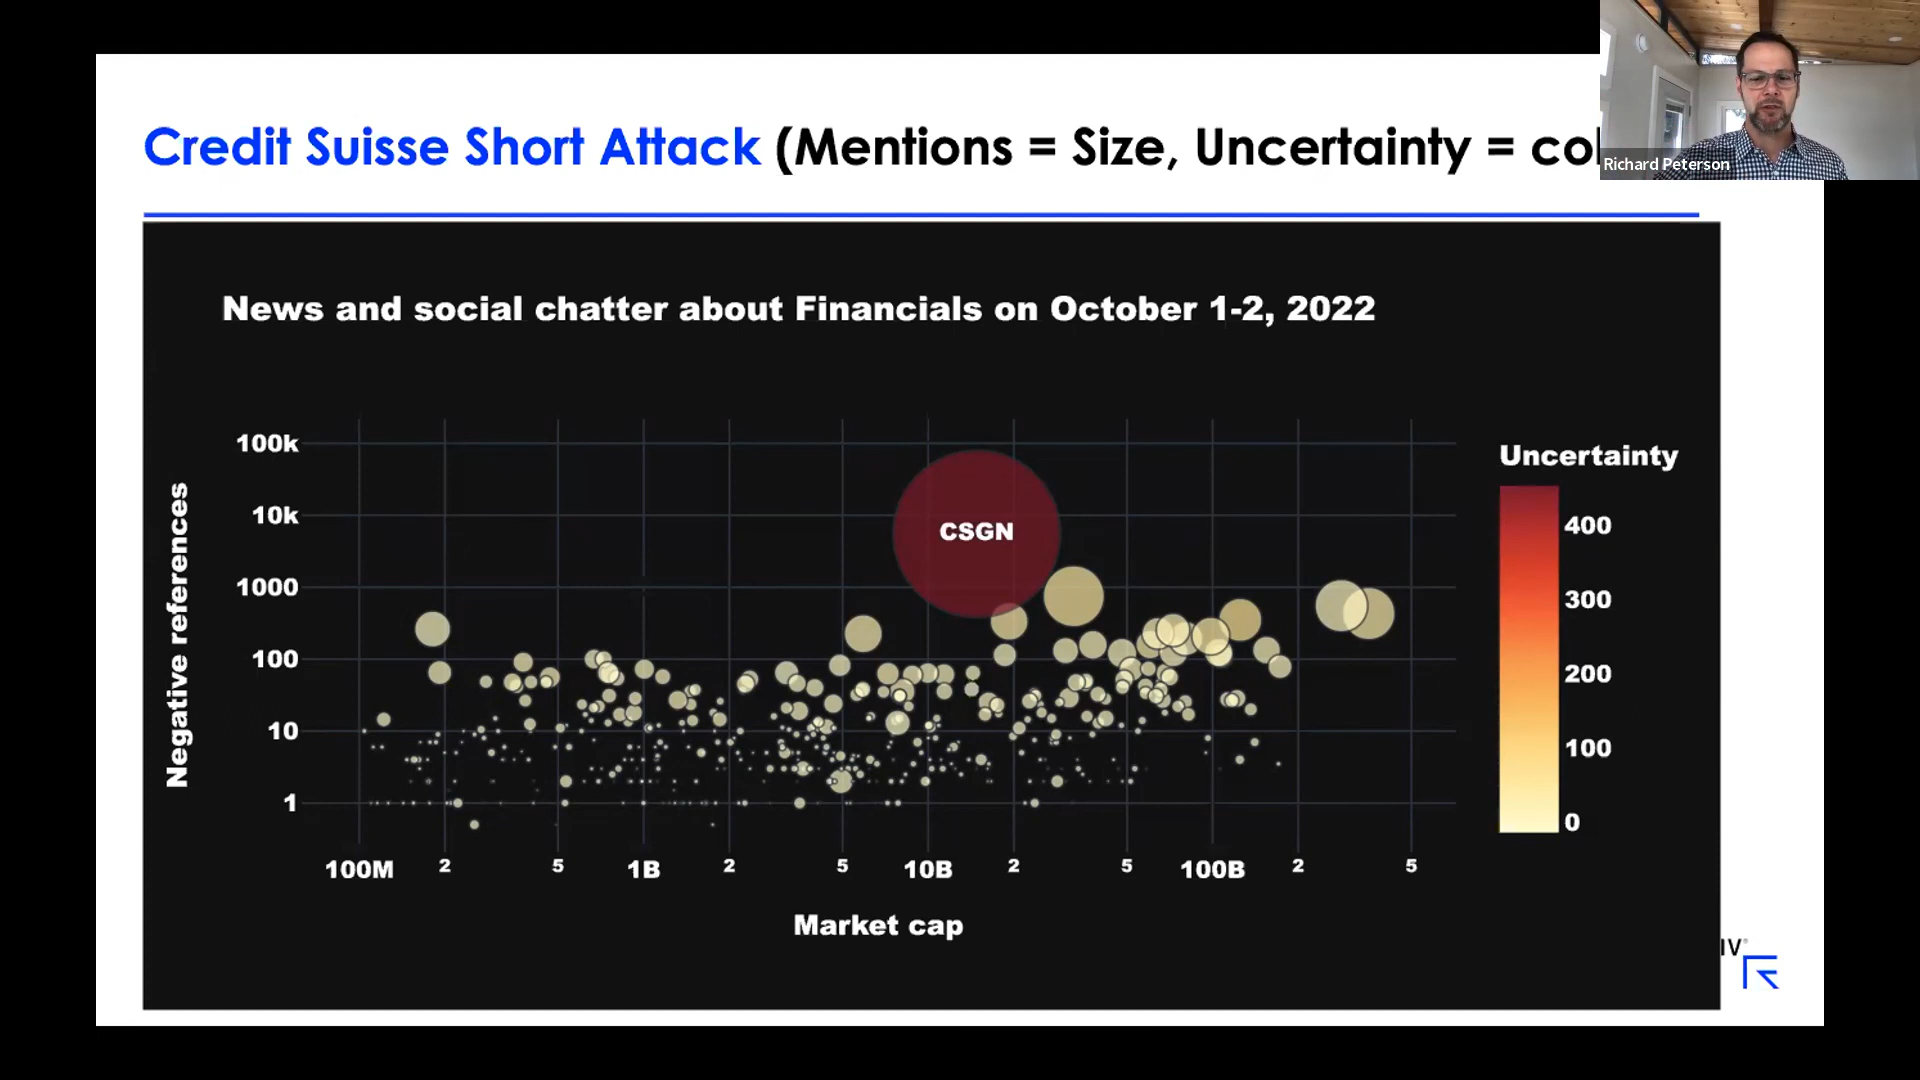 Credit Suisse Short Attack (Mentions = Size, Uncertainty = col
Richard Peterson
News and social chatter about Financials on October 1-2, 2022
Negative references
100k
10k
1000
100
10
1
CSGN
100M 2 5 1B 2 5 10B 2 5 100B 2 5
Market cap
Uncertainty
400
300
200
100
0
IV